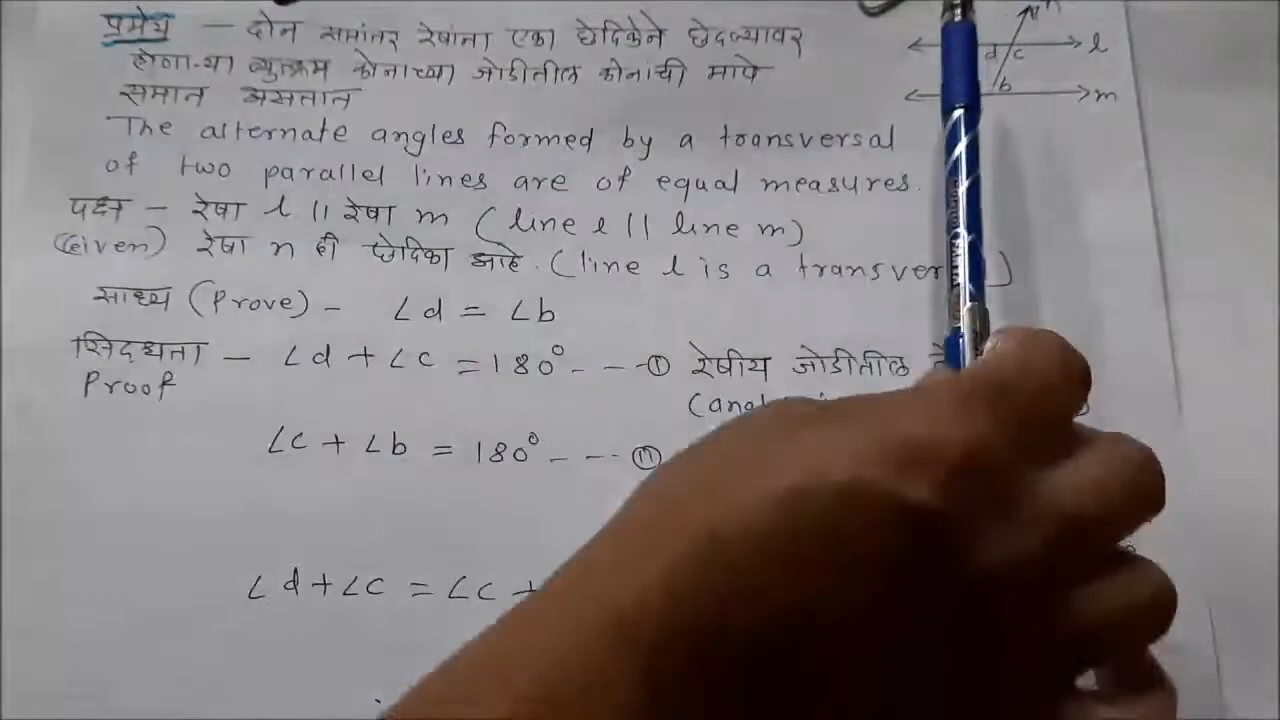 प्रमेय — दोन समांतर रेषांना एका छेदिकेने छेदल्यावर
होणाऱ्या व्युत्क्रम कोनाच्या जोडीतील कोनाची मापे
समान असतात
The alternate angles formed by a transversal
of two parallel lines are of equal measures.
पक्ष - रेषा l || रेषा m (line l || line m)
(Given) रेषा n ही छेदिका आहे. (line l is a
साध्य (Prove) - ∠d = ∠b
सिद्धता - ∠d + ∠c = 180° - - - ① रेषीय जोडीतील
Proof
∠c + ∠b = 180° - - - ⑪
∠d + ∠c = ∠c +
n
d c l
b m